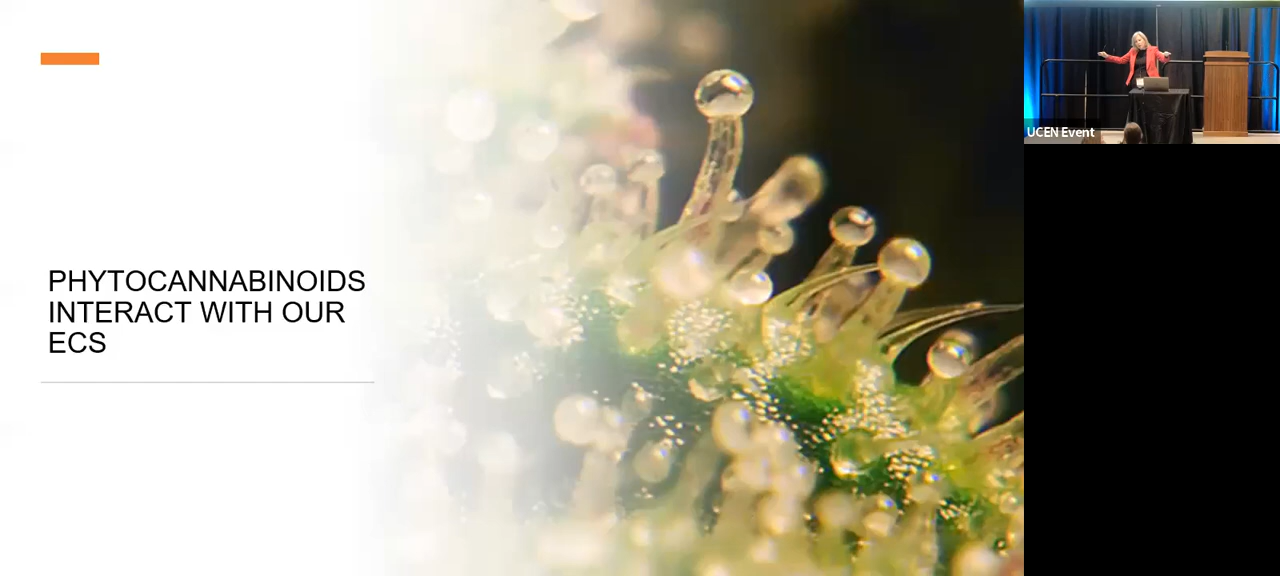 PHYTOCANNABINOIDS
INTERACT WITH OUR
ECS
UCEN Event